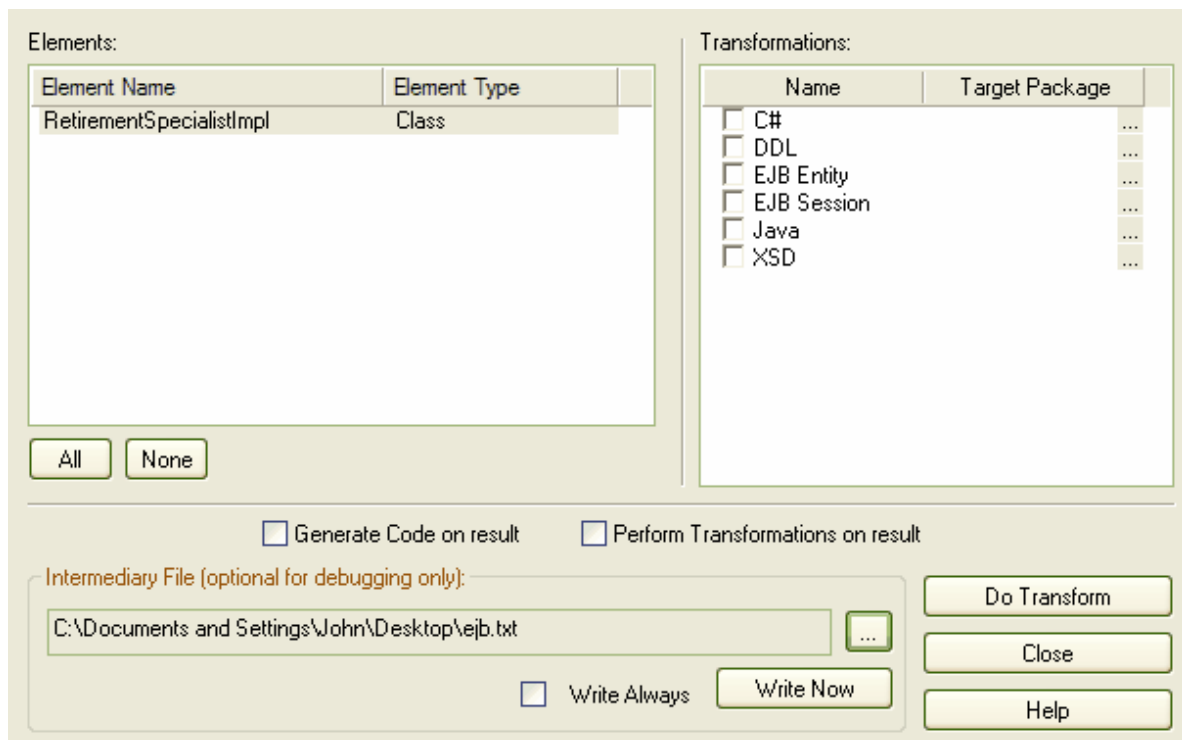 Elements:
Element Name Element Type
RetirementSpecialistImpl Class
All None
Transformations:
Name Target Package
C# ...
DDL ...
EJB Entity ...
EJB Session ...
Java ...
XSD ...
Generate Code on result Perform Transformations on result
Intermediary File (optional for debugging only):
C:\Documents and Settings\John\Desktop\ejb.txt ...
Write Always Write Now
Do Transform
Close
Help